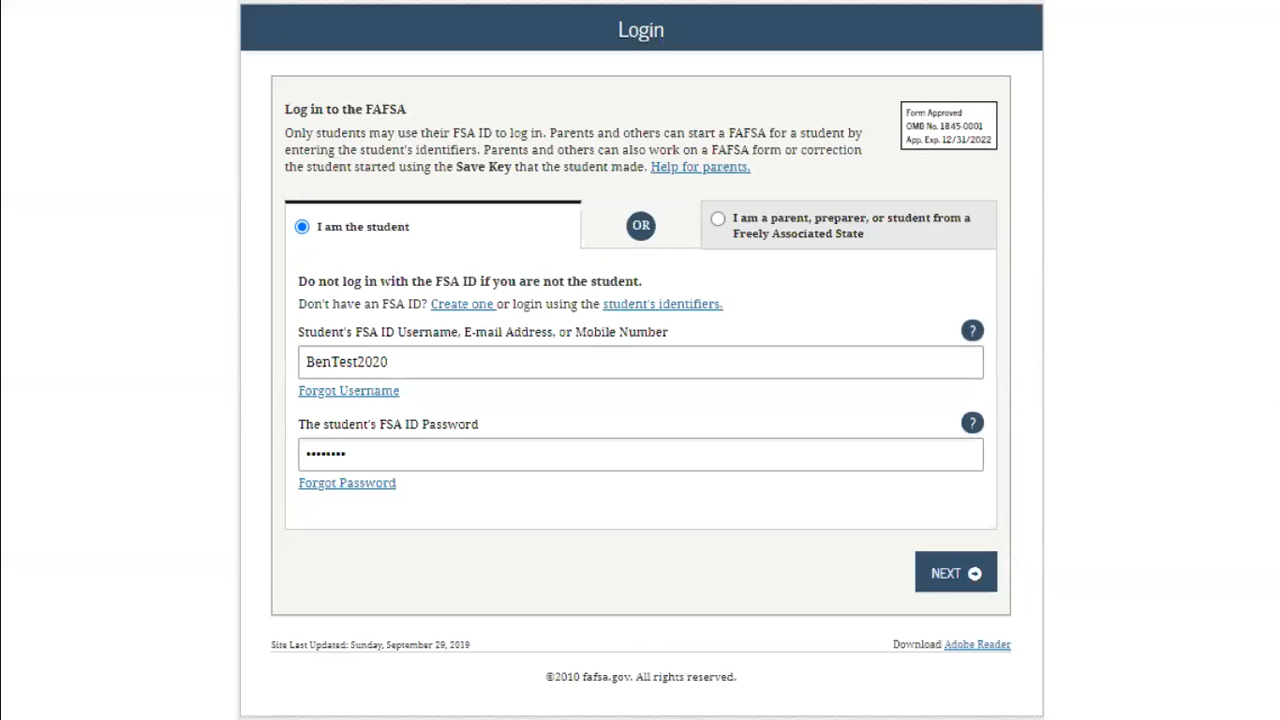 Login
Log in to the FAFSA
Only students may use their FSA ID to log in. Parents and others can start a FAFSA for a student by
entering the student's identifiers. Parents and others can also work on a FAFSA form or correction
the student started using the Save Key that the student made. Help for parents.
Form Approved
OMB No. 1845-0001
App. Exp. 12/31/2022
I am the student
OR
I am a parent, preparer, or student from a
Freely Associated State
Do not log in with the FSA ID if you are not the student.
Don't have an FSA ID? Create one or login using the student's identifiers.
Student's FSA ID Username, E-mail Address, or Mobile Number
?
BenTest2020
Forgot Username
The student's FSA ID Password
?
••••••••
Forgot Password
NEXT
Site Last Updated: Sunday, September 29, 2019
Download Adobe Reader
©2010 fafsa.gov. All rights reserved.